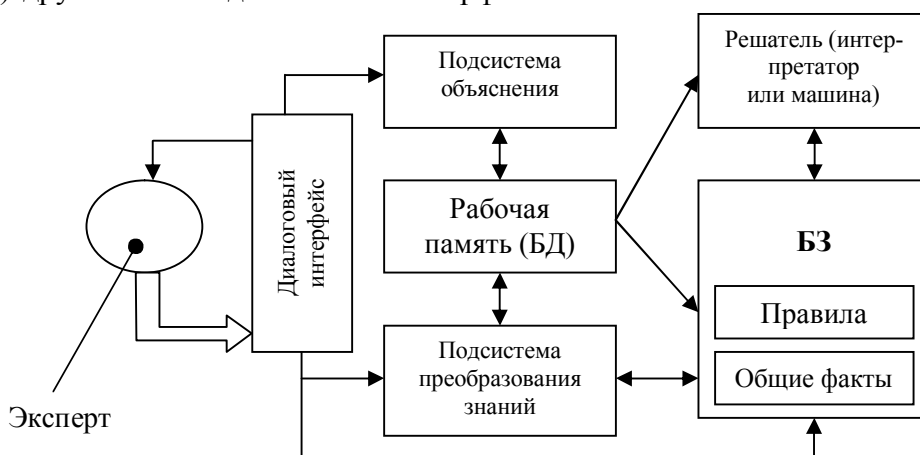 Подсистема
объяснения
Решатель (интер-
претатор
или машина)
Диалоговый
интерфейс
Рабочая
память (БД)
БЗ
Правила
Общие факты
Подсистема
преобразования
знаний
Эксперт